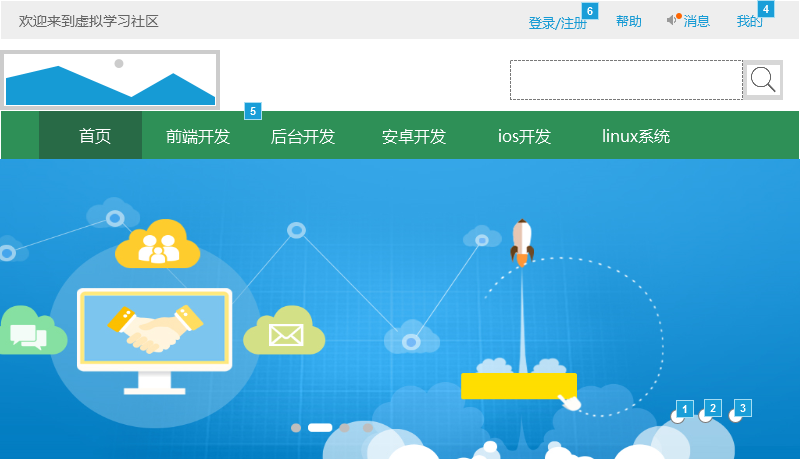 欢迎来到虚拟学习社区 登录/注册 6 帮助 消息 我的 4
首页 前端开发 5 后台开发 安卓开发 ios开发 linux系统
1 2 3